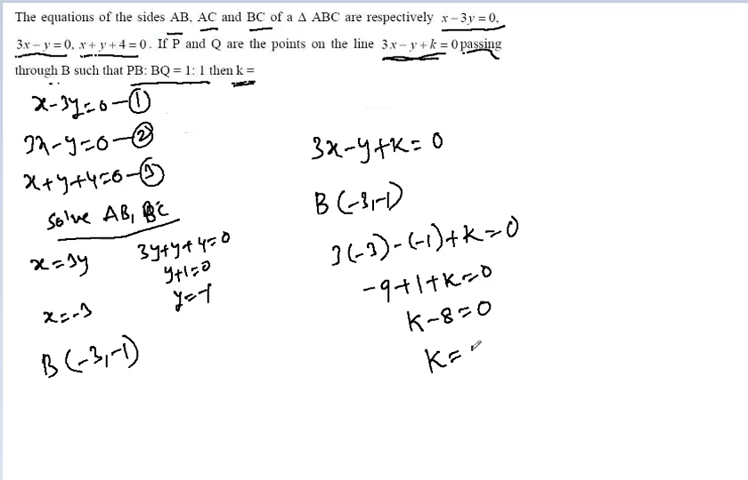 The equations of the sides AB, AC and BC of a Δ ABC are respectively x − 3y = 0,
3x − y = 0, x + y + 4 = 0. If P and Q are the points on the line 3x − y + k = 0 passing
through B such that PB: BQ = 1: 1 then k =
x-3y=0-①
3x-y=0-②
x+y+4=0-③
Solve AB, BC
x=3y
3y+y+4=0
y+1=0
y=-1
x=-3
B(-3,-1)
3x-y+k=0
B(-3,-1)
3(-3)-(-1)+k=0
-9+1+k=0
k-8=0
k=